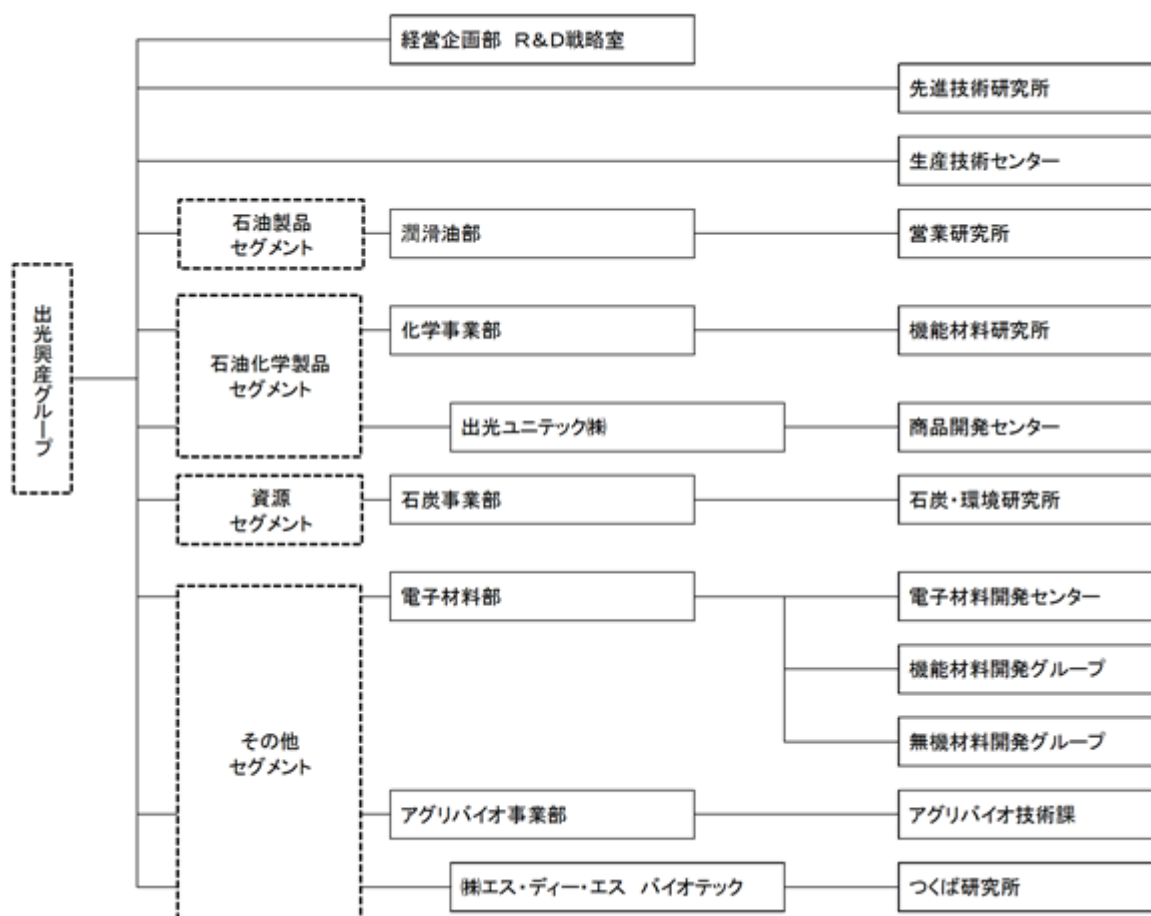 経営企画部 R&D戦略室
先進技術研究所
生産技術センター
石油製品
セグメント
潤滑油部
営業研究所
出光興産グループ
石油化学製品
セグメント
化学事業部
機能材料研究所
出光ユニテック㈱
商品開発センター
資源
セグメント
石炭事業部
石炭・環境研究所
その他
セグメント
電子材料部
電子材料開発センター
機能材料開発グループ
無機材料開発グループ
アグリバイオ事業部
アグリバイオ技術課
㈱エス・ディー・エス バイオテック
つくば研究所